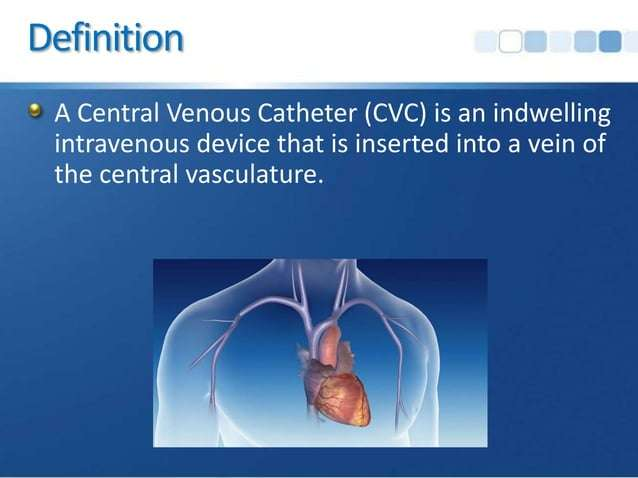 Definition
A Central Venous Catheter (CVC) is an indwelling
intravenous device that is inserted into a vein of
the central vasculature.